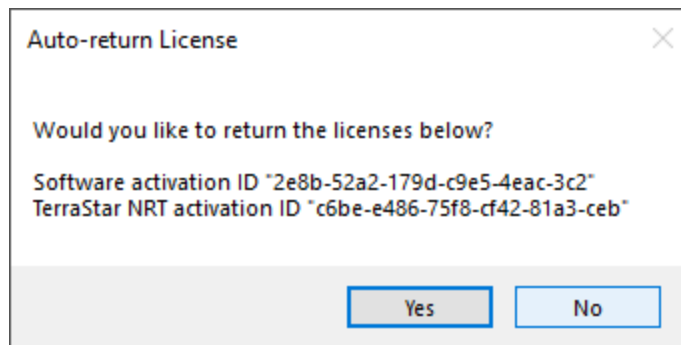 Auto-return License
Would you like to return the licenses below?
Software activation ID "2e8b-52a2-179d-c9e5-4eac-3c2"
TerraStar NRT activation ID "c6be-e486-75f8-cf42-81a3-ceb"
Yes No